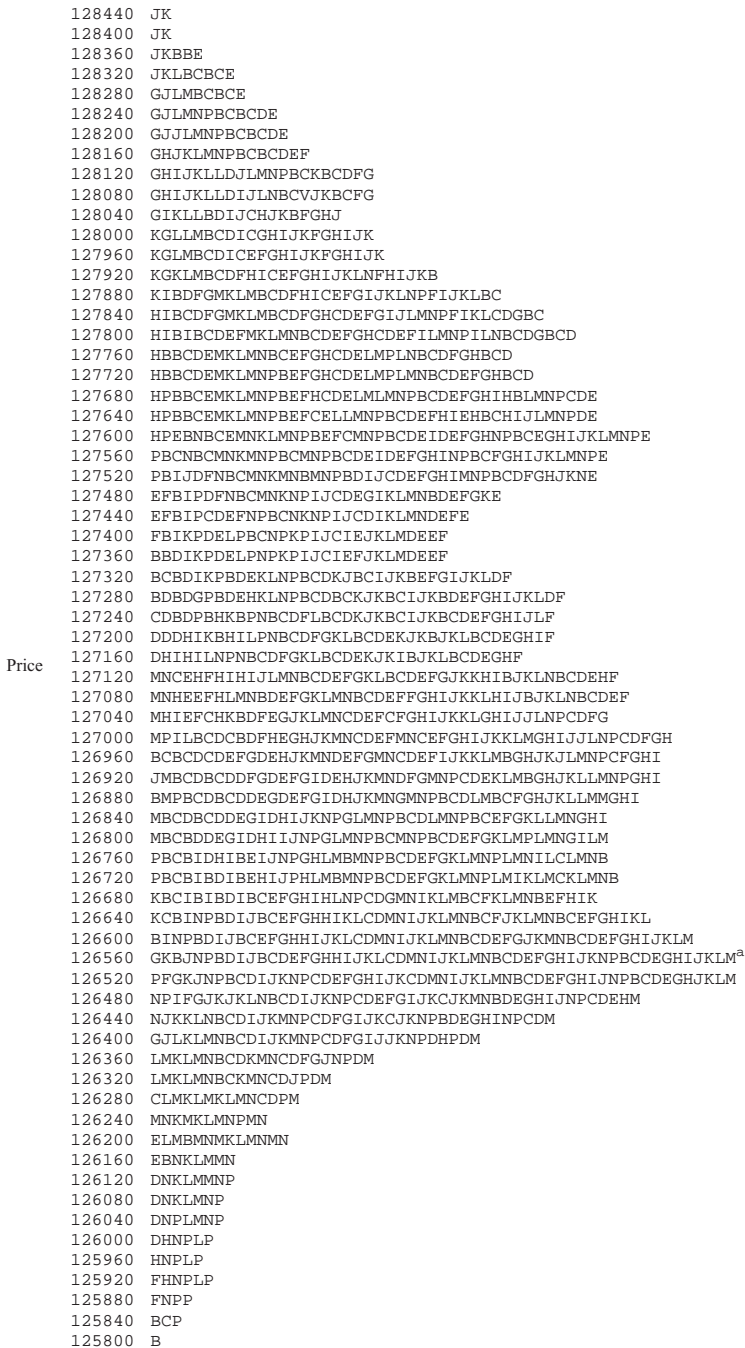 128440 JK
128400 JK
128360 JKBBE
128320 JKLBCBCE
128280 GJLMBCBCE
128240 GJLMNPBCBCDE
128200 GJJLMNPBCBCDE
128160 GHJKLMNPBCBCDEF
128120 GHIJKLLDJLMNPBCKBCDFG
128080 GHIJKLLDIJLNBCVJKBCFG
128040 GIKLLBDIJCHJKBFGHJ
128000 KGLLMBCDICGHIJKFGHIJK
127960 KGLMBCDICEFGHIJKFGHIJK
127920 KGKLMBCDFHICEFGHIJKLNFHIJKB
127880 KIBDFGMKLMBCDFHICEFGIJKLNPFIJKLBC
127840 HIBCDFGMKLMBCDFGHCDEFGIJLMNPFIKLCDGBC
127800 HIBIBCDEFMKLMNBCDEFGHCDEFILMNPILNBCDGBCD
127760 HBBCDEMKLMNBCEFGHCDELMPLNBCDFGHBCD
127720 HBBCDEMKLMNPBEFGHCDELMPLMNBCDEFGHBCD
127680 HPBBCEMKLMNPBEFHCDELMLMNPBCDEFGHIHBLMNPCDE
127640 HPBBCEMKLMNPBEFCELLMNPBCDEFHIEHBCHIJLMNPDE
127600 HPEBNBCEMNKLMNPBEFCMNPBCDEIDEFGHNPBCEGHIJKLMNPE
127560 PBCNBCMNKMNPBCMNPBCDEIDEFGHINPBCFGHIJKLMNPE
127520 PBIJDFNBCMNKMNBMNPBDIJCDEFGHIMNPBCDFGHJKNE
127480 EFBIPDFNBCMNKNPIJCDEGIKLMNBDEFGKE
127440 EFBIPCDEFNPBCNKNPIJCDIKLMNDEFE
127400 FBIKPDELPBCNPKPIJCIEJKLMDEEF
127360 BBDIKPDELPNPKPIJCIEFJKLMDEEF
127320 BCBDIKPBDEKLNPBCDKJBCIJKBEFGIJKLDF
127280 BDBDGPBDEHKLNPBCDBCKJKBCIJKBDEFGHIJKLDF
127240 CDBDPBHKBPNBCDFLBCDKJKBCIJKBCDEFGHIJLF
127200 DDDHIKBHILPNBCDFGKLBCDEKJKBJKLBCDEGHIF
Price 127160 DHIHILNPNBCDFGKLBCDEKJKIBJKLBCDEGHF
127120 MNCEHFHIHIJLMNBCDEFGKLBCDEFGJKKHIBJKLNBCDEHF
127080 MNHEEFHLMNBDEFGKLMNBCDEFFGHIJKKLHIJBJKLNBCDEF
127040 MHIEFCHKBDFEGJKLMNCDEFCFGHIJKKLGHIJJLNPCDFG
127000 MPILBCDCBDFHEGHJKMNCDEFMNCEFGHIJKKLMGHIJJLNPCDFGH
126960 BCBCDCDEFGDEHJKMNDEFGMNCDEFIJKKLMBGHJKJLMNPCFGHI
126920 JMBCDBCDDFGDEFGIDEHJKMNDFGMNPCDEKLMBGHJKLLMNPGHI
126880 BMPBCDBCDDEGDEFGIDHJKMNGMNPBCDLMBCFGHJKLLMMGHI
126840 MBCDBCDDEGIDHIJKNPGLMNPBCDLMNPBCEFGKLLMNGHI
126800 MBCBDDEGIDHIIJNPGLMNPBCMNPBCDEFGKLMPLMNGILM
126760 PBCBIDHIBEIJNPGHLMBMNPBCDEFGKLMNPLMNILCLMNB
126720 PBCBIBDIBEHIJPHLMBMNPBCDEFGKLMNPLMIKLMCKLMNB
126680 KBCIBIBDIBCEFGHIHLNPCDGMNIKLMBCFKLMNBEFHIK
126640 KCBINPBDIJBCEFGHHIKLCDMNIJKLMNBCFJKLMNBCEFGHIKL
126600 BINPBDIJBCEFGHHIJKLCDMNIJKLMNBCDEFGJKMNBCDEFGHIJKLM
126560 GKBJNPBDIJBCDEFGHHIJKLCDMNIJKLMNBCDEFGHIJKNPBCDEGHIJKLMa
126520 PFGKJNPBCDIJKNPCDEFGHIJKCDMNIJKLMNBCDEFGHIJNPBCDEGHJKLM
126480 NPIFGJKJKLNBCDIJKNPCDEFGIJKCJKMNBDEGHIJNPCDEHM
126440 NJKKLNBCDIJKMNPCDFGIJKCJKNPBDEGHINPCDM
126400 GJLKLMNBCDIJKMNPCDFGIJJKNPDHPDM
126360 LMKLMNBCDKMNCDFGJNPDM
126320 LMKLMNBCKMNCDJPDM
126280 CLMKLMKLMNCDPM
126240 MNKMKLMNPMN
126200 ELMBMNMKLMNMN
126160 EBNKLMMN
126120 DNKLMMNP
126080 DNKLMNP
126040 DNPLMNP
126000 DHNPLP
125960 HNPLP
125920 FHNPLP
125880 FNPP
125840 BCP
125800 B